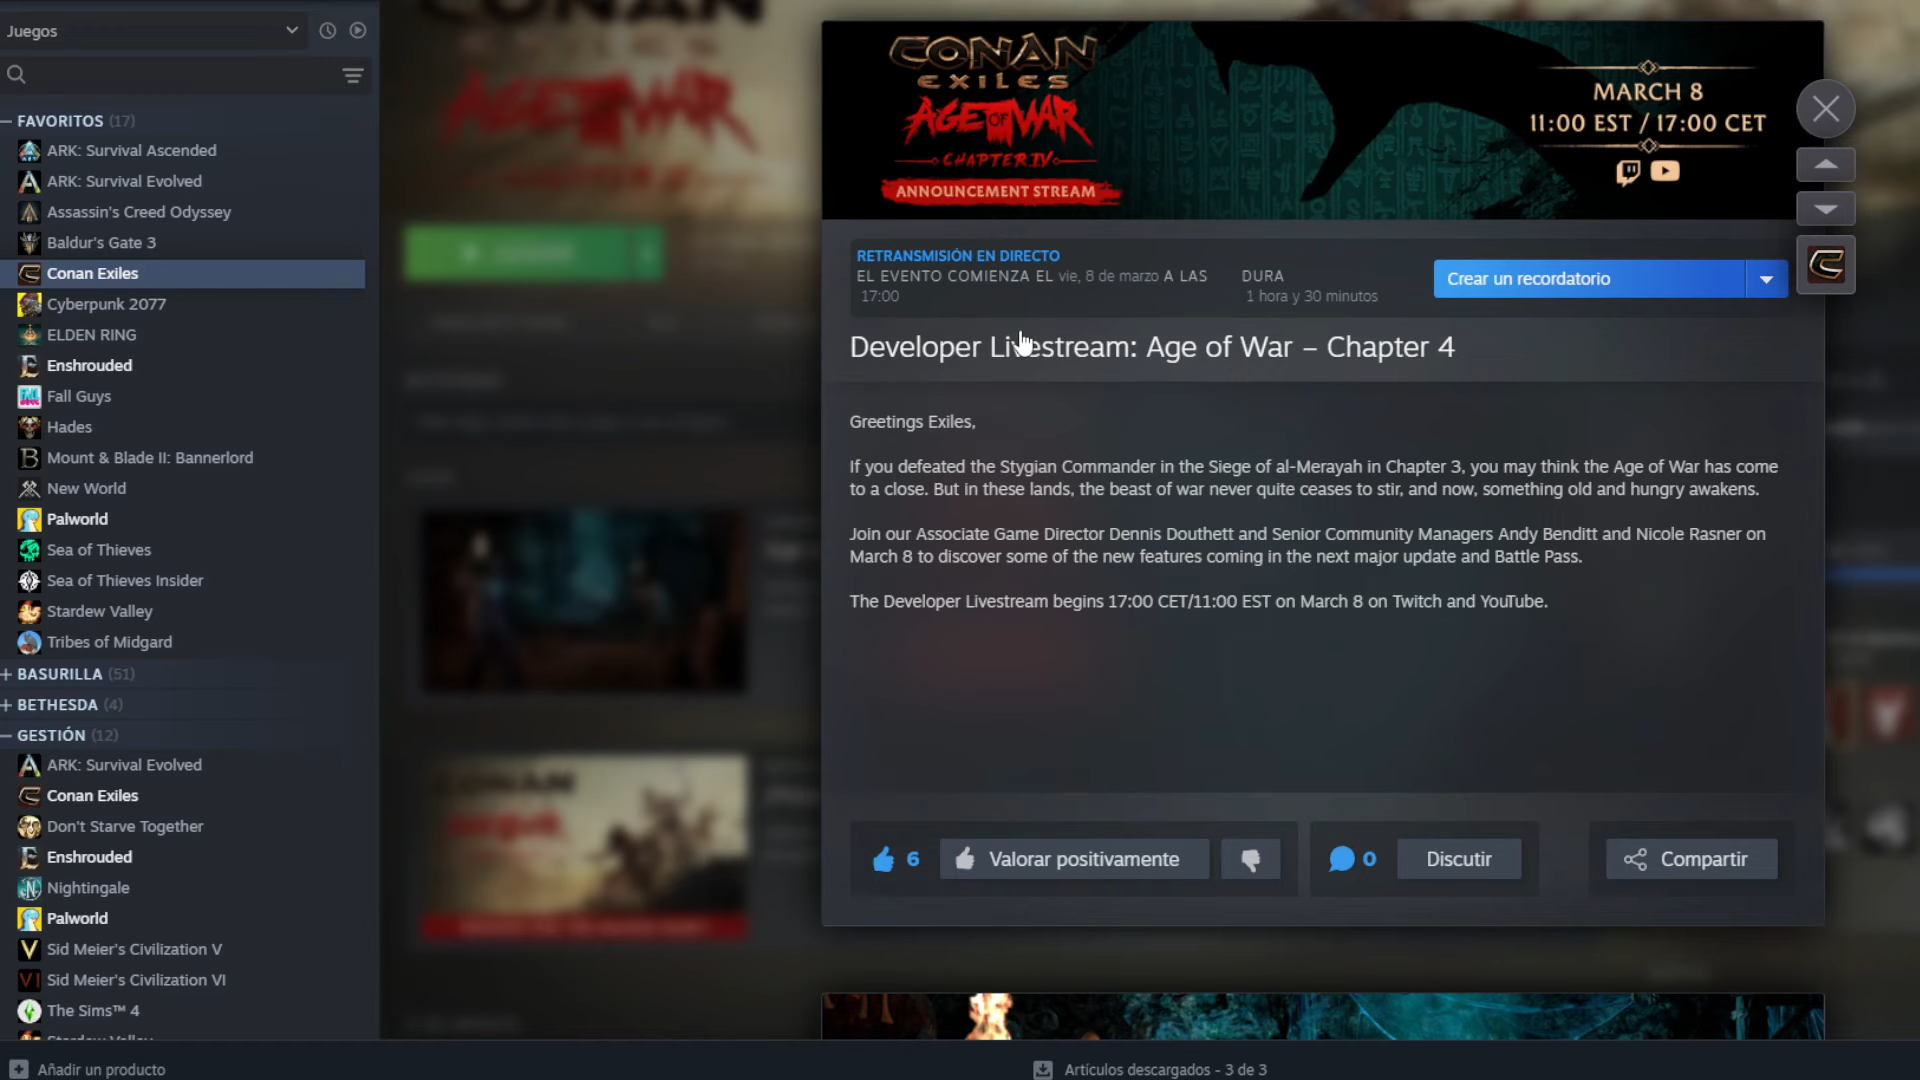 Juegos
FAVORITOS (17)
ARK: Survival Ascended
ARK: Survival Evolved
Assassin's Creed Odyssey
Baldur's Gate 3
Conan Exiles
Cyberpunk 2077
ELDEN RING
Enshrouded
Fall Guys
Hades
Mount & Blade II: Bannerlord
New World
Palworld
Sea of Thieves
Sea of Thieves Insider
Stardew Valley
Tribes of Midgard
BASURILLA (51)
BETHESDA (4)
GESTIÓN (12)
ARK: Survival Evolved
Conan Exiles
Don't Starve Together
Enshrouded
Nightingale
Palworld
Sid Meier's Civilization V
Sid Meier's Civilization VI
The Sims™ 4
Stardew Valley
Añadir un producto
CONAN
EXILES
AGE OF WAR
CHAPTER IV
ANNOUNCEMENT STREAM
MARCH 8
11:00 EST / 17:00 CET
RETRANSMISIÓN EN DIRECTO
EL EVENTO COMIENZA EL vie, 8 de marzo A LAS
17:00
DURA
1 hora y 30 minutos
Crear un recordatorio
Developer Livestream: Age of War – Chapter 4
Greetings Exiles,
If you defeated the Stygian Commander in the Siege of al-Merayah in Chapter 3, you may think the Age of War has come
to a close. But in these lands, the beast of war never quite ceases to stir, and now, something old and hungry awakens.
Join our Associate Game Director Dennis Douthett and Senior Community Managers Andy Benditt and Nicole Rasner on
March 8 to discover some of the new features coming in the next major update and Battle Pass.
The Developer Livestream begins 17:00 CET/11:00 EST on March 8 on Twitch and YouTube.
6
Valorar positivamente
0
Discutir
Compartir
Artículos descargados - 3 de 3